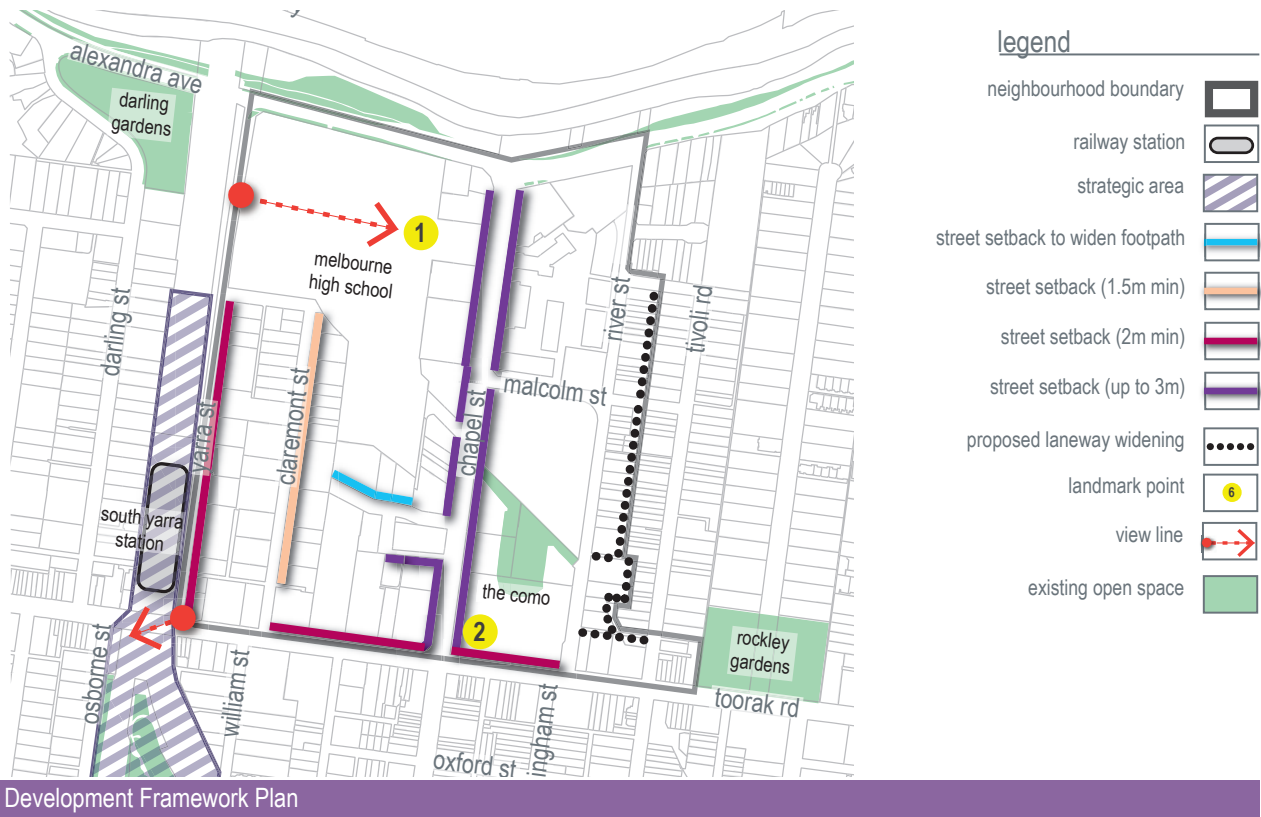 alexandra ave
darling
gardens
1
melbourne
high school
darling st
river st
tivoli rd
malcolm st
claremont st
yarra st
chapel st
south yarra
station
the como
2
rockley
gardens
osborne st
william st
toorak rd
ingham st
oxford st
legend
neighbourhood boundary
railway station
strategic area
street setback to widen footpath
street setback (1.5m min)
street setback (2m min)
street setback (up to 3m)
proposed laneway widening
landmark point
6
view line
existing open space
Development Framework Plan